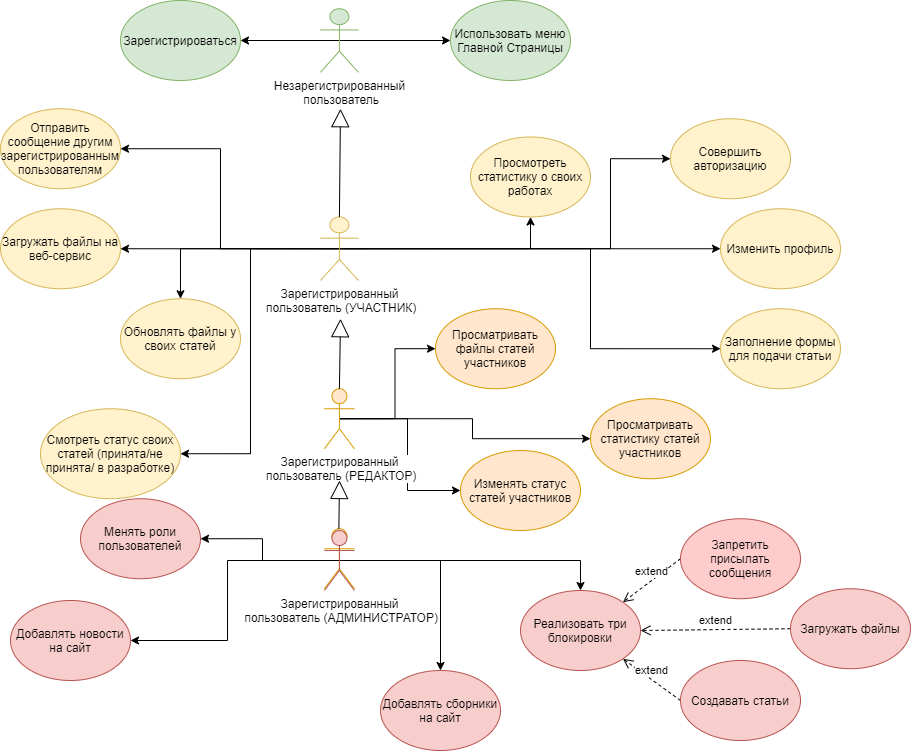 Зарегистрироваться
Использовать меню
Главной Страницы
Незарегистрированный
пользователь
Отправить
сообщение другим
зарегистрированным
пользователям
Просмотреть
статистику о своих
работах
Совершить
авторизацию
Загружать файлы на
веб-сервис
Изменить профиль
Зарегистрированный
пользователь (УЧАСТНИК)
Обновлять файлы у
своих статей
Просматривать
файлы статей
участников
Заполнение формы
для подачи статьи
Смотреть статус своих
статей (принята/не
принята/ в разработке)
Просматривать
статистику статей
участников
Зарегистрированный
пользователь (РЕДАКТОР)
Изменять статус
статей участников
Менять роли
пользователей
Запретить
присылать
сообщения
extend
Зарегистрированный
пользователь (АДМИНИСТРАТОР)
Реализовать три
блокировки
extend
Загружать файлы
Добавлять новости
на сайт
extend
Добавлять сборники
на сайт
Создавать статьи